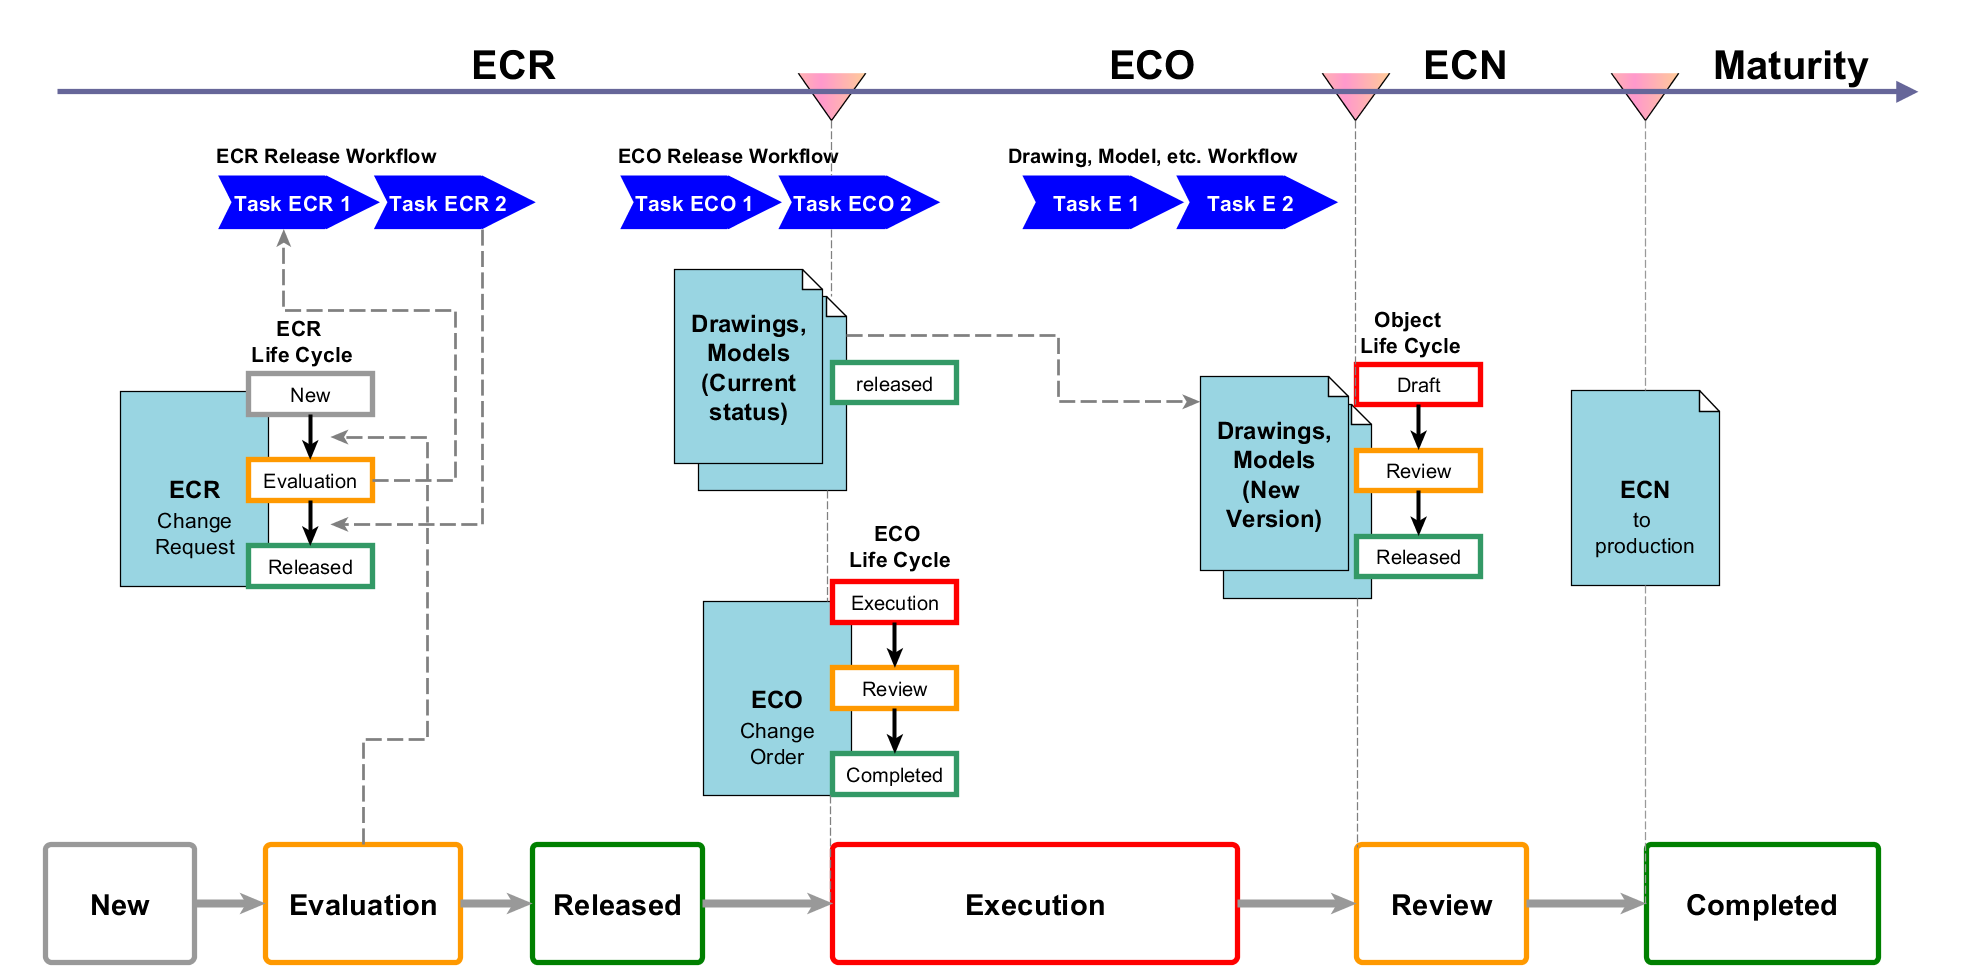 ECR
ECO
ECN
Maturity
ECR Release Workflow
Task ECR 1
Task ECR 2
ECO Release Workflow
Task ECO 1
Task ECO 2
Drawing, Model, etc. Workflow
Task E 1
Task E 2
ECR
Life Cycle
New
Evaluation
Released
ECR
Change
Request
Drawings,
Models
(Current
status)
released
ECO
Life Cycle
Execution
Review
Completed
ECO
Change
Order
Object
Life Cycle
Draft
Review
Released
Drawings,
Models
(New
Version)
ECN
to
production
New
Evaluation
Released
Execution
Review
Completed